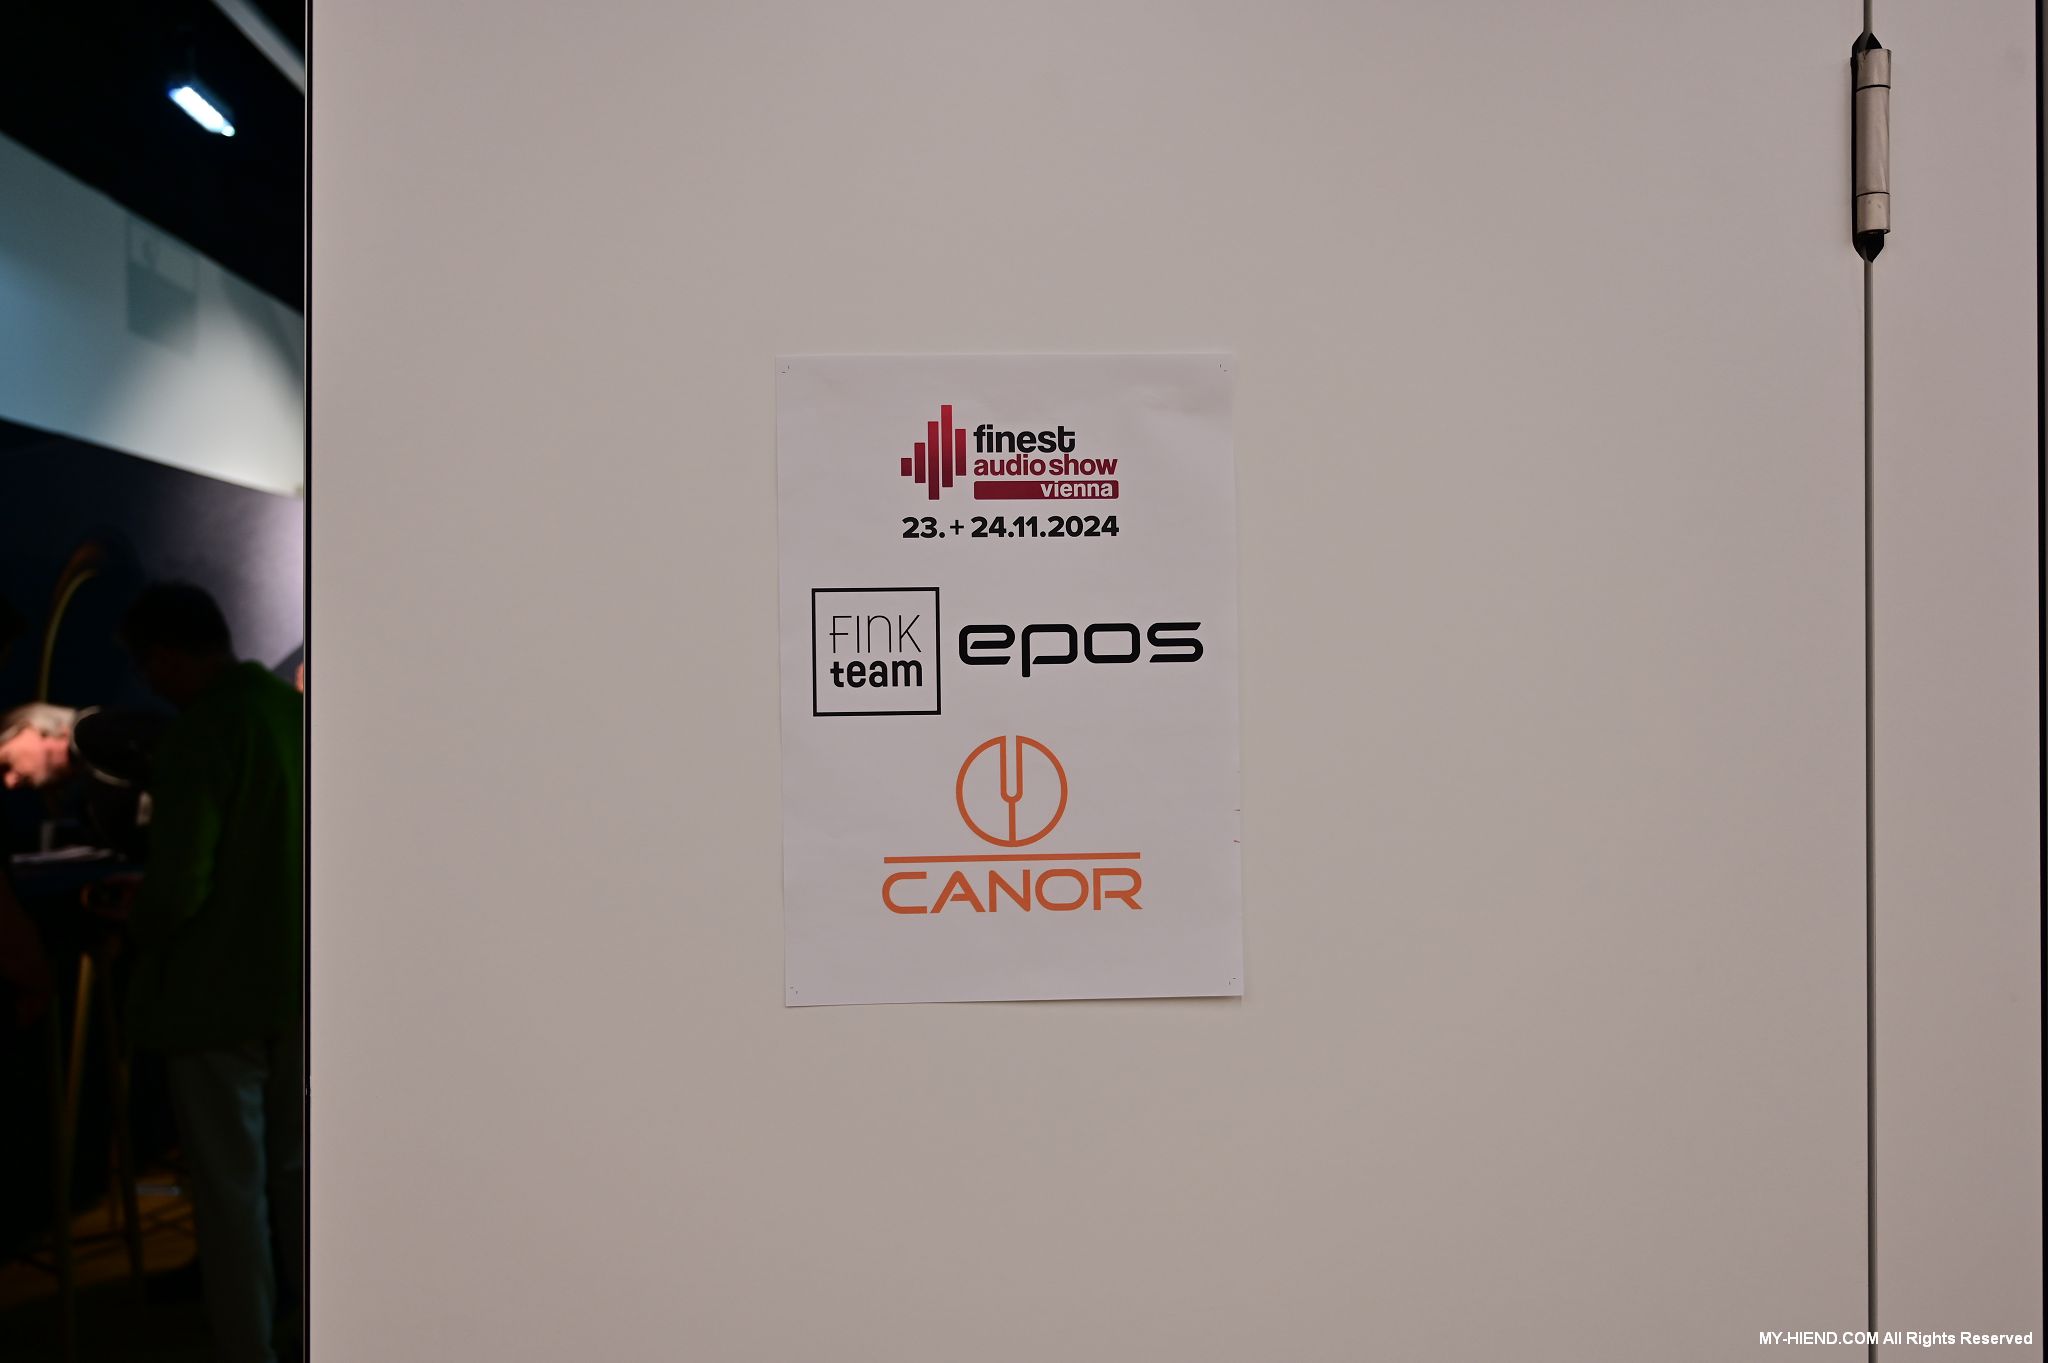 finest
audio show
vienna
23. + 24.11.2024
FINK
team
epos
CANOR
MY-HIEND.COM All Rights Reserved